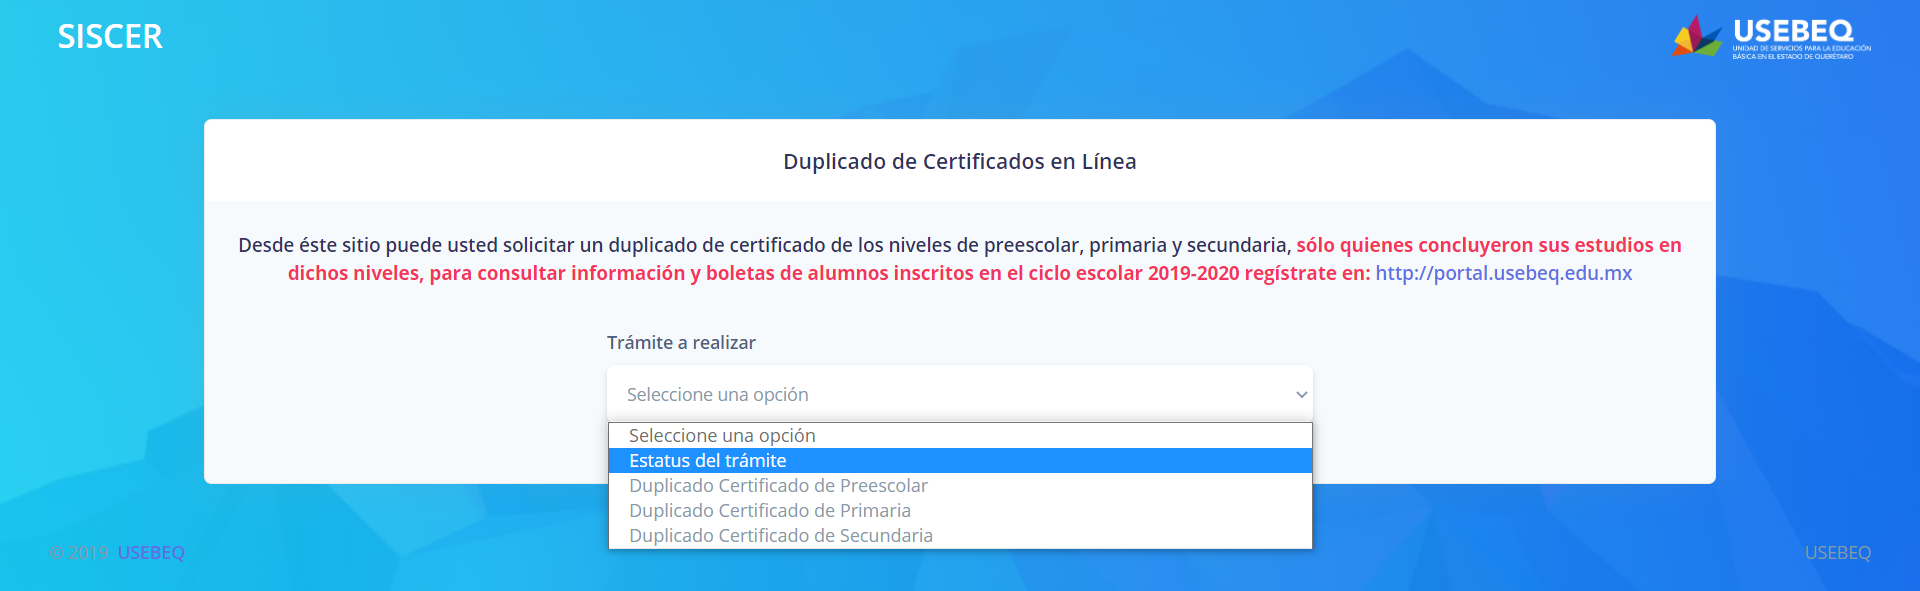 SISCER
USEBEQ
UNIDAD DE SERVICIOS PARA LA EDUCACIÓN
BÁSICA EN EL ESTADO DE QUERÉTARO
Duplicado de Certificados en Línea
Desde éste sitio puede usted solicitar un duplicado de certificado de los niveles de preescolar, primaria y secundaria, sólo quienes concluyeron sus estudios en
dichos niveles, para consultar información y boletas de alumnos inscritos en el ciclo escolar 2019-2020 regístrate en: http://portal.usebeq.edu.mx
Trámite a realizar
Seleccione una opción
Seleccione una opción
Estatus del trámite
Duplicado Certificado de Preescolar
Duplicado Certificado de Primaria
Duplicado Certificado de Secundaria
© 2019 USEBEQ
USEBEQ